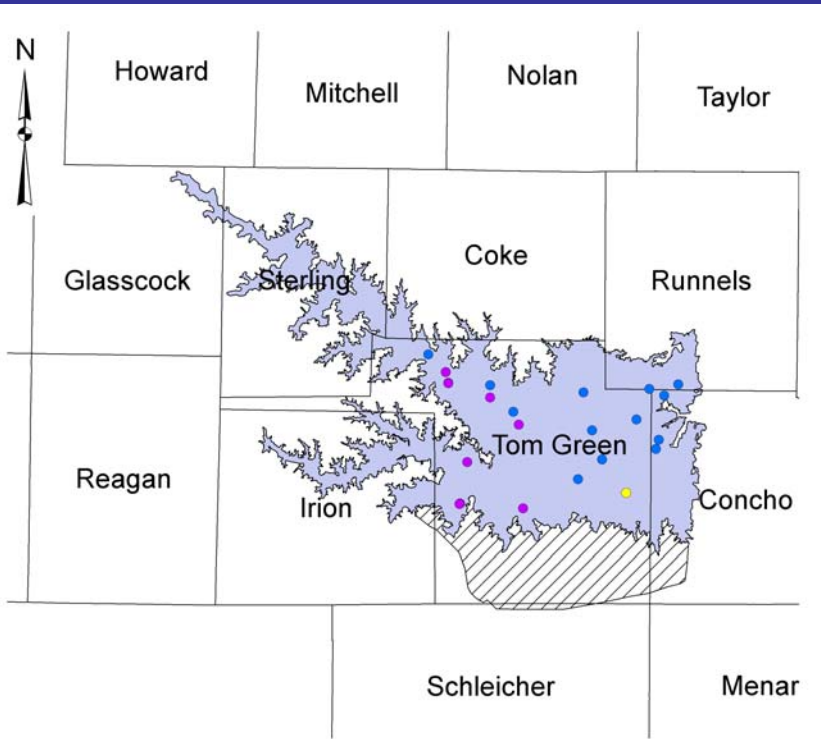 N
Howard
Mitchell
Nolan
Taylor
Glasscock
Sterling
Coke
Runnels
Reagan
Irion
Tom Green
Concho
Schleicher
Menar